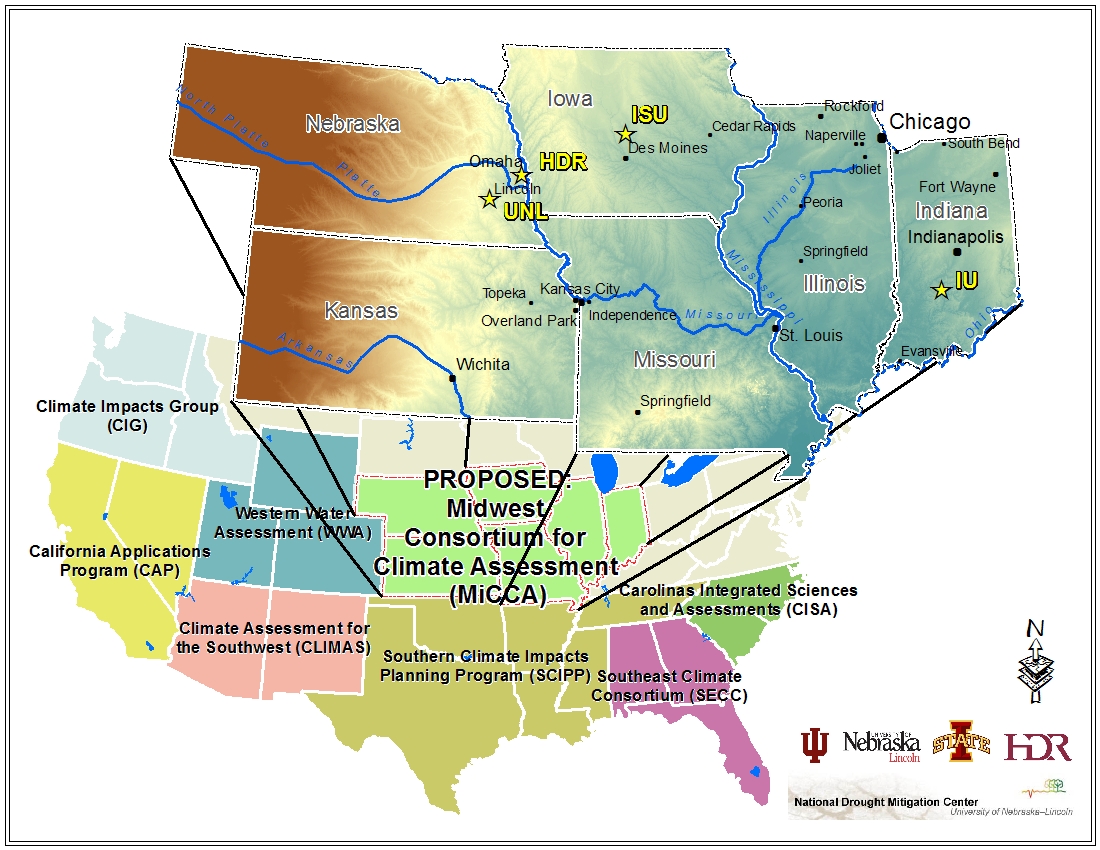 Iowa
ISU
Rockford
Cedar Rapids
Chicago
Nebraska
North Platte
Naperville
South Bend
Des Moines
Omaha
HDR
Joliet
Platte
Lincoln
Fort Wayne
UNL
Illinois
Peoria
Indiana
Indianapolis
Springfield
Mississippi
Illinois
IU
Topeka
Kansas City
Kansas
Overland Park
Independence
Missouri
Ohio
St. Louis
Arkansas
Evansville
Wichita
Missouri
Springfield
Climate Impacts Group
(CIG)
PROPOSED:
Midwest
Consortium for
Climate Assessment
(MiCCA)
Western Water
Assessment (WWA)
California Applications
Program (CAP)
Carolinas Integrated Sciences
and Assessments (CISA)
Climate Assessment for
the Southwest (CLIMAS)
Southern Climate Impacts
Planning Program (SCIPP)
Southeast Climate
Consortium (SECC)
N
IU
UNIVERSITY OF
Nebraska
Lincoln
I
STATE
HDR
National Drought Mitigation Center
University of Nebraska–Lincoln